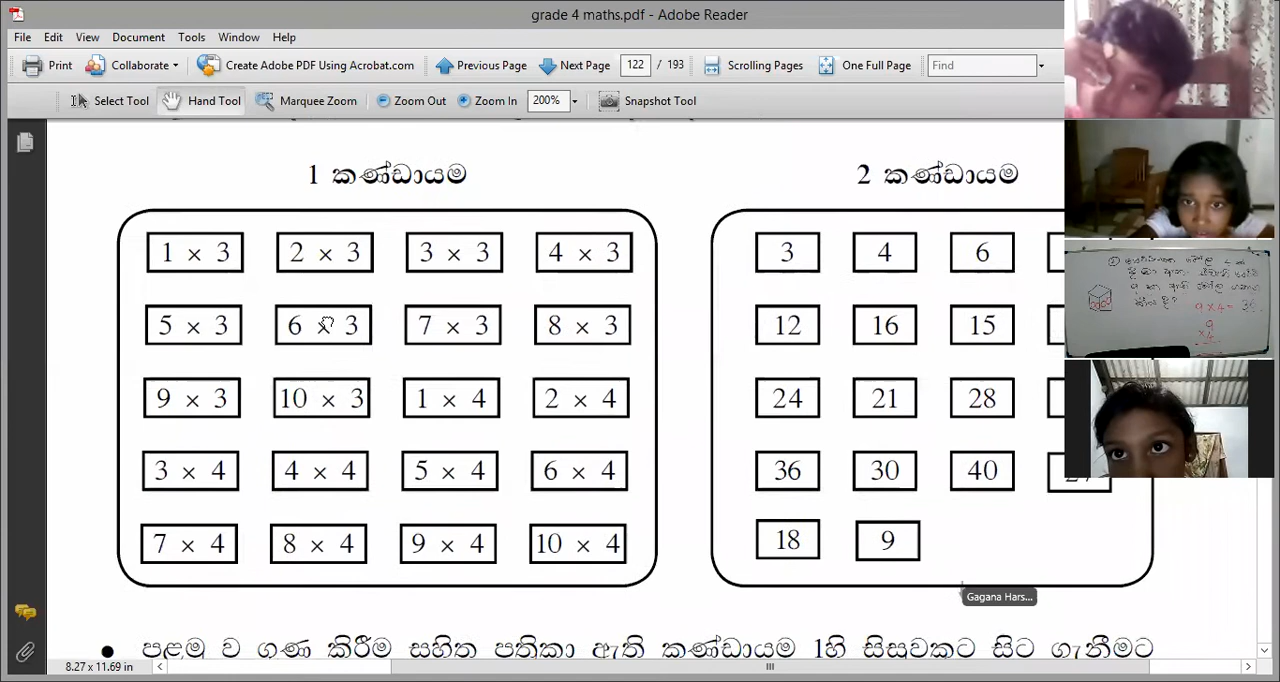 grade 4 maths.pdf - Adobe Reader
File Edit View Document Tools Window Help
Print Collaborate Create Adobe PDF Using Acrobat.com Previous Page Next Page 122 / 193 Scrolling Pages One Full Page Find
Select Tool Hand Tool Marquee Zoom Zoom Out Zoom In 200% Snapshot Tool
1 කණ්ඩායම
1 × 3 2 × 3 3 × 3 4 × 3
5 × 3 6 × 3 7 × 3 8 × 3
9 × 3 10 × 3 1 × 4 2 × 4
3 × 4 4 × 4 5 × 4 6 × 4
7 × 4 8 × 4 9 × 4 10 × 4
2 කණ්ඩායම
3 4 6
12 16 15
24 21 28
36 30 40
18 9
Gagana Hars...
9 × 4 =
9
• පළමු ව ගණ කිරීම සහිත පතිකා ඇති කණ්ඩායම 1හි සිසුවකට සිට ගැනීමට
8.27 x 11.69 in